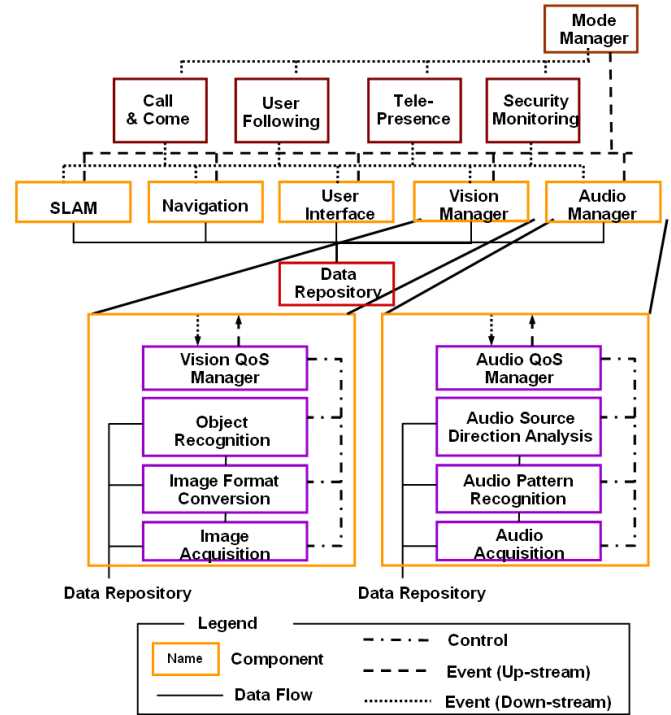 Mode
Manager
Call
& Come
User
Following
Tele-
Presence
Security
Monitoring
SLAM
Navigation
User
Interface
Vision
Manager
Audio
Manager
Data
Repository
Vision QoS
Manager
Object
Recognition
Image Format
Conversion
Image
Acquisition
Data Repository
Audio QoS
Manager
Audio Source
Direction Analysis
Audio Pattern
Recognition
Audio
Acquisition
Data Repository
Legend
Name
Component
Data Flow
Control
Event (Up-stream)
Event (Down-stream)